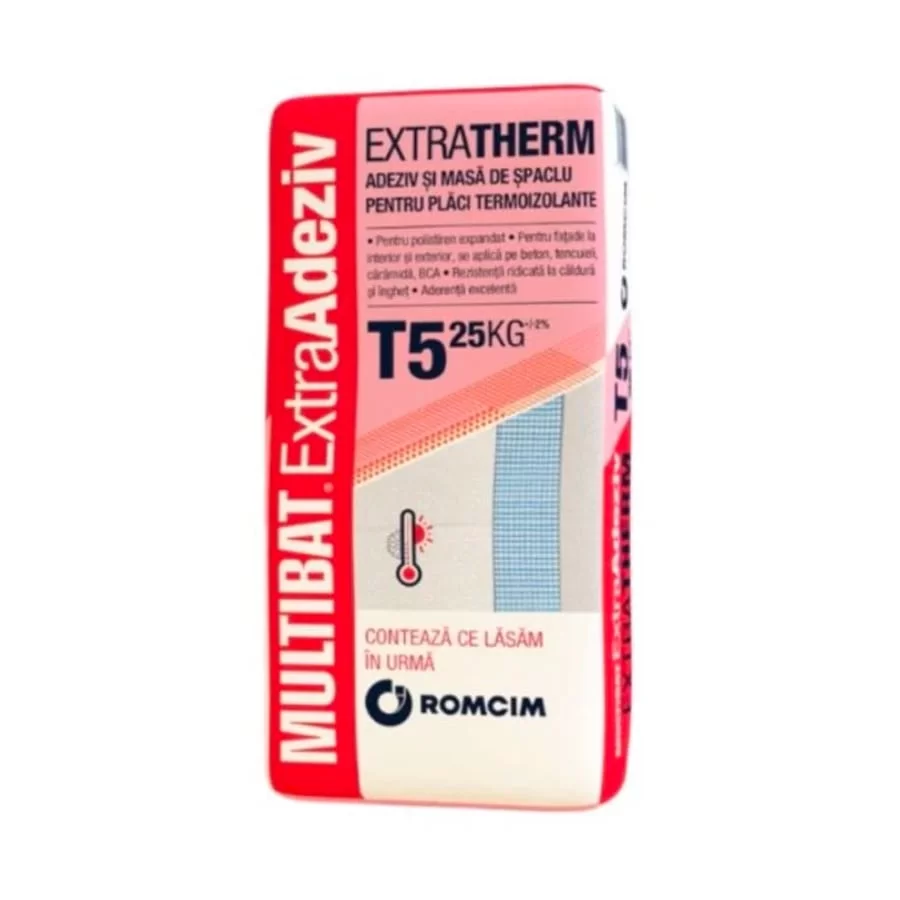 MULTIBAT® ExtraAdeziv
EXTRATHERM
ADEZIV ȘI MASĂ DE ȘPACLU
PENTRU PLĂCI TERMOIZOLANTE
• Pentru polistiren expandat • Pentru fațade la
interior și exterior, se aplică pe beton, tencuieli,
cărămidă, BCA • Rezistență ridicată la căldură
și îngheț • Aderență excelentă
T5 25KG +/-2%
CONTEAZĂ CE LĂSĂM
ÎN URMĂ
ROMCIM
ROMCIM
T5
EXTRATHERM